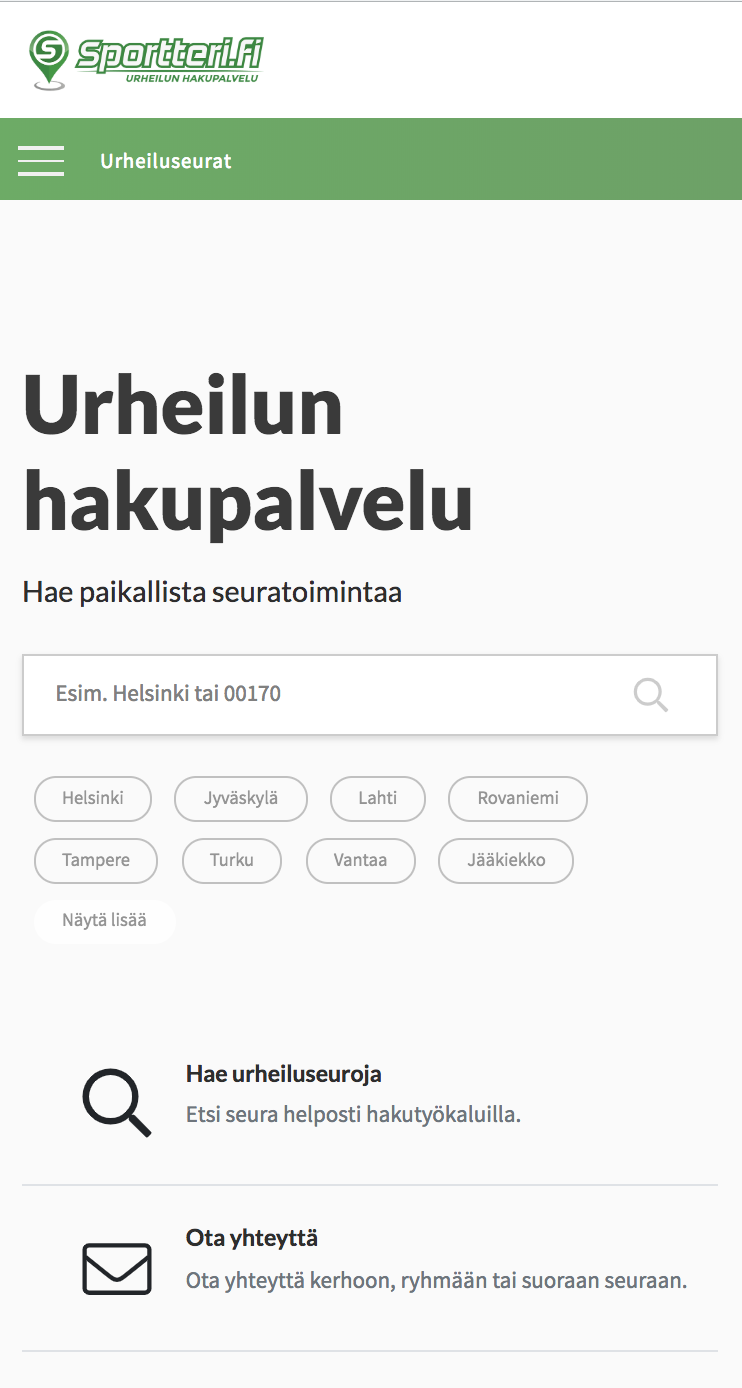 Sportteri.fi
URHEILUN HAKUPALVELU
Urheiluseurat
Urheilun
hakupalvelu
Hae paikallista seuratoimintaa
Esim. Helsinki tai 00170
Helsinki Jyväskylä Lahti Rovaniemi
Tampere Turku Vantaa Jääkiekko
Näytä lisää
Hae urheiluseuroja
Etsi seura helposti hakutyökaluilla.
Ota yhteyttä
Ota yhteyttä kerhoon, ryhmään tai suoraan seuraan.